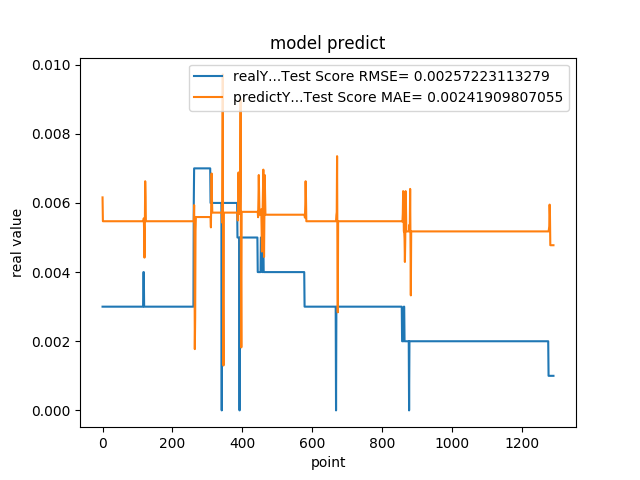 model predict
realY...Test Score RMSE= 0.00257223113279
predictY...Test Score MAE= 0.00241909807055
0.010
0.008
0.006
0.004
0.002
0.000
real value
0 200 400 600 800 1000 1200
point